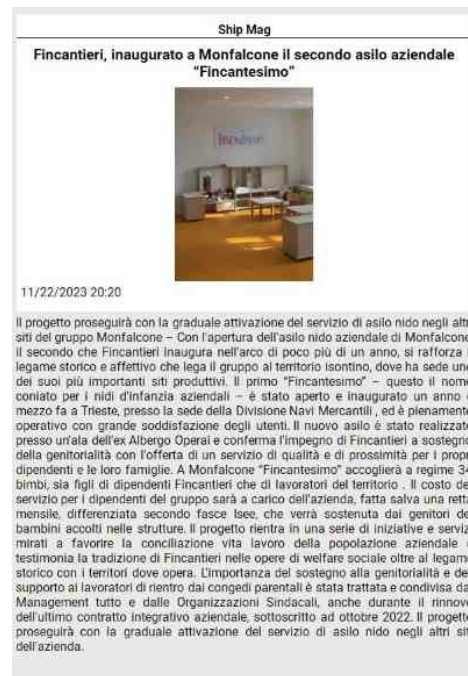 Ship Mag
Fincantieri, inaugurato a Monfalcone il secondo asilo aziendale
"Fincantesimo"
11/22/2023 20:20
Il progetto proseguirà con la graduale attivazione del servizio di asilo nido negli altr
siti del gruppo Monfalcone – Con l'apertura dell'asilo nido aziendale di Monfalcone
il secondo che Fincantieri inaugura nell'arco di poco più di un anno, si rafforza i
legame storico e affettivo che lega il gruppo al territorio isontino, dove ha sede uno
dei suoi più importanti siti produttivi. Il primo "Fincantesimo" – questo il nome
coniato per i nidi d'infanzia aziendali – è stato aperto e inaugurato un anno e
mezzo fa a Trieste, presso la sede della Divisione Navi Mercantili , ed è pienamente
operativo con grande soddisfazione degli utenti. Il nuovo asilo è stato realizzato
presso un'ala dell'ex Albergo Operai e conferma l'impegno di Fincantieri a sostegno
della genitorialità con l'offerta di un servizio di qualità e di prossimità per i propr
dipendenti e le loro famiglie. A Monfalcone "Fincantesimo" accoglierà a regime 34
bimbi, sia figli di dipendenti Fincantieri che di lavoratori del territorio . Il costo de
servizio per i dipendenti del gruppo sarà a carico dell'azienda, fatta salva una retta
mensile, differenziata secondo fasce Isee, che verrà sostenuta dai genitori de
bambini accolti nelle strutture. Il progetto rientra in una serie di iniziative e serviz
mirati a favorire la conciliazione vita lavoro della popolazione aziendale e
testimonia la tradizione di Fincantieri nelle opere di welfare sociale oltre al legame
storico con i territori dove opera. L'importanza del sostegno alla genitorialità e de
supporto ai lavoratori di rientro dai congedi parentali è stata trattata e condivisa da
Management tutto e dalle Organizzazioni Sindacali, anche durante il rinnovo
dell'ultimo contratto integrativo aziendale, sottoscritto ad ottobre 2022. Il progetto
proseguirà con la graduale attivazione del servizio di asilo nido negli altri sit
dell'azienda.